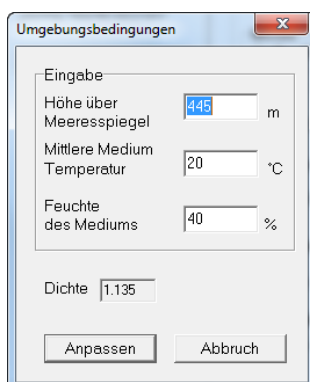 Umgebungsbedingungen
Eingabe
Höhe über
Meeresspiegel
445 m
Mittlere Medium
Temperatur
20 °C
Feuchte
des Mediums
40 %
Dichte 1.135
Anpassen Abbruch